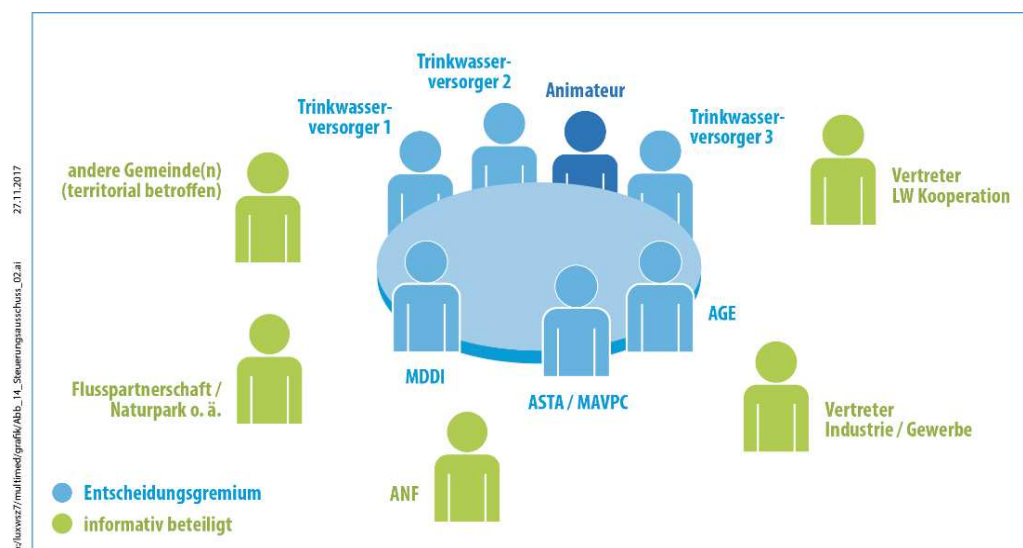 Trinkwasser-
versorger 2
Animateur
Trinkwasser-
versorger 1
Trinkwasser-
versorger 3
andere Gemeinde(n)
(territorial betroffen)
Vertreter
LW Kooperation
AGE
MDDI
Flusspartnerschaft /
Naturpark o. ä.
ASTA / MAVPC
Vertreter
Industrie / Gewerbe
ANF
Entscheidungsgremium
informativ beteiligt
/luxwsz7/multimed/grafik/Abb_14_Steuerungsausschuss_02.ai 27.11.2017